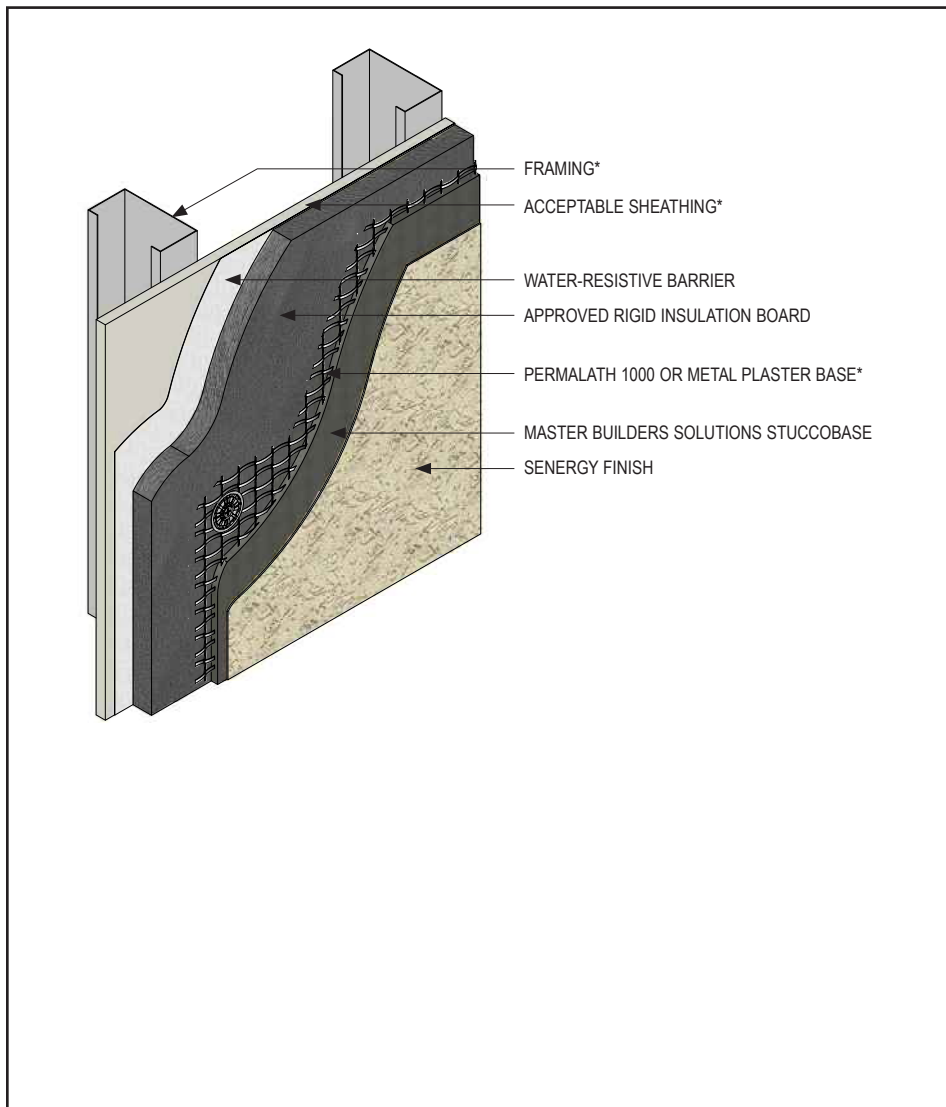 FRAMING*
ACCEPTABLE SHEATHING*
WATER-RESISTIVE BARRIER
APPROVED RIGID INSULATION BOARD
PERMALATH 1000 OR METAL PLASTER BASE*
MASTER BUILDERS SOLUTIONS STUCCOBASE
SENERGY FINISH